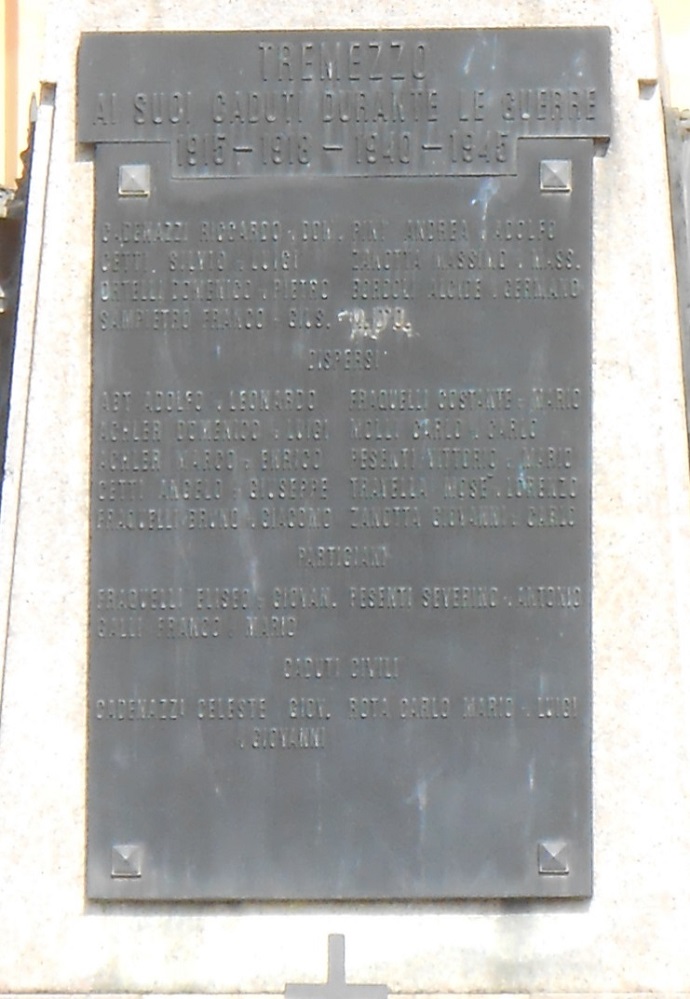 TREMEZZO
AI SUOI CADUTI DURANTE LE GUERRE
1915 - 1918 - 1940 - 1945
CADENAZZI RICCARDO . DOM. PINI ANDREA . ADOLFO
CETTI . SILVIO . LUIGI ZANOTTA MASSIMO . MASS.
ORTELLI DOMENICO . PIETRO BORDOLI ALCIDE . GERMANO
SAMPIETRO FRANCO - GIUS.
DISPERSI
ABT ADOLFO . LEONARDO FRAQUELLI COSTANTE - MARIO
ACHLER DOMENICO - LUIGI MOLLI CARLO . CARLO
ACHLER MARCO - ENRICO PESENTI VITTORIO . MARIO
CETTI ANGELO - GIUSEPPE TRAVELLA MOSE' . LORENZO
FRAQUELLI BRUNO . GIACOMO ZANOTTA GIOVANNI . CARLO
PARTIGIANI
FRAQUELLI ELISEO - GIOVAN. PESENTI SEVERINO . ANTONIO
GALLI FRANCO . MARIO
CADUTI CIVILI
CADENAZZI CELESTE GIOV. ROTA CARLO MARIO . LUIGI
. GIOVANNI